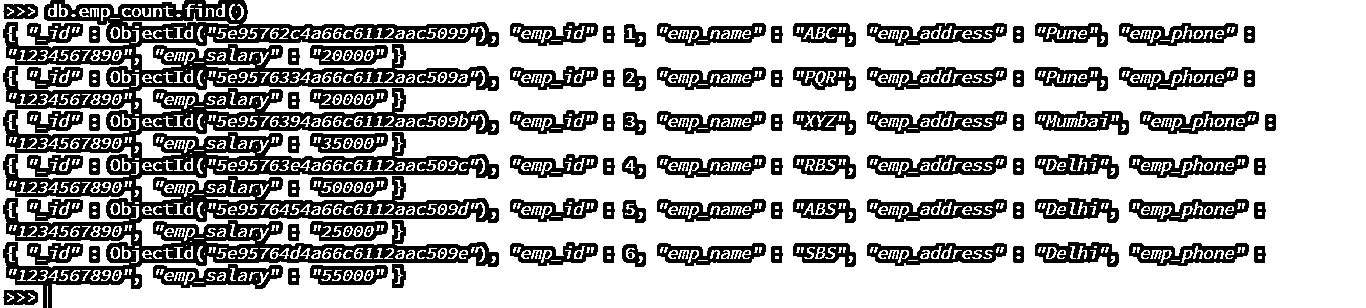 >>> db.emp_count.find()
{ "_id" : ObjectId("5e95762c4a66c6112aac5099"), "emp_id" : 1, "emp_name" : "ABC", "emp_address" : "Pune", "emp_phone" :
"1234567890", "emp_salary" : "20000" }
{ "_id" : ObjectId("5e9576334a66c6112aac509a"), "emp_id" : 2, "emp_name" : "PQR", "emp_address" : "Pune", "emp_phone" :
"1234567890", "emp_salary" : "20000" }
{ "_id" : ObjectId("5e9576394a66c6112aac509b"), "emp_id" : 3, "emp_name" : "XYZ", "emp_address" : "Mumbai", "emp_phone" :
"1234567890", "emp_salary" : "35000" }
{ "_id" : ObjectId("5e95763e4a66c6112aac509c"), "emp_id" : 4, "emp_name" : "RBS", "emp_address" : "Delhi", "emp_phone" :
"1234567890", "emp_salary" : "50000" }
{ "_id" : ObjectId("5e9576454a66c6112aac509d"), "emp_id" : 5, "emp_name" : "ABS", "emp_address" : "Delhi", "emp_phone" :
"1234567890", "emp_salary" : "25000" }
{ "_id" : ObjectId("5e95764d4a66c6112aac509e"), "emp_id" : 6, "emp_name" : "SBS", "emp_address" : "Delhi", "emp_phone" :
"1234567890", "emp_salary" : "55000" }
>>>